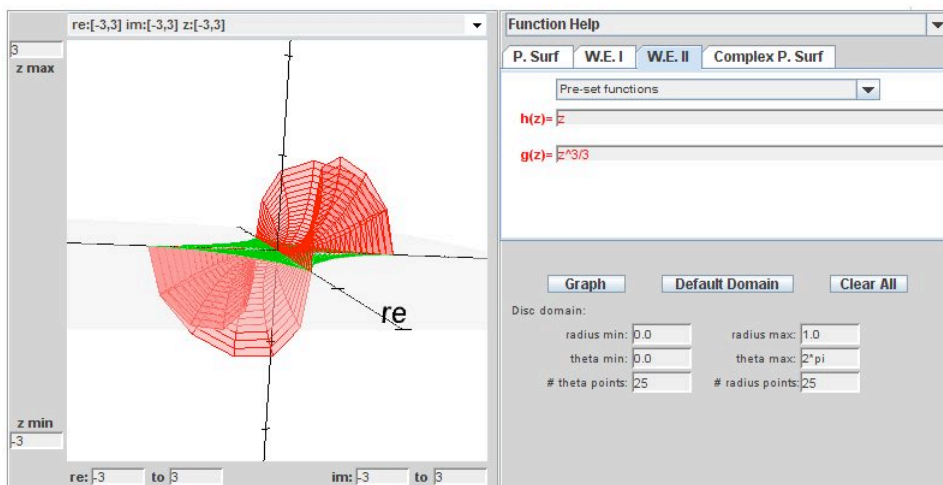 re:[-3,3] im:[-3,3] z:[-3,3]
3
z max
re
z min
-3
re: -3 to 3 im: -3 to 3
Function Help
P. Surf W.E. I W.E. II Complex P. Surf
Pre-set functions
h(z)= z
g(z)= z^3/3
Graph Default Domain Clear All
Disc domain:
radius min: 0.0 radius max: 1.0
theta min: 0.0 theta max: 2*pi
# theta points: 25 # radius points: 25